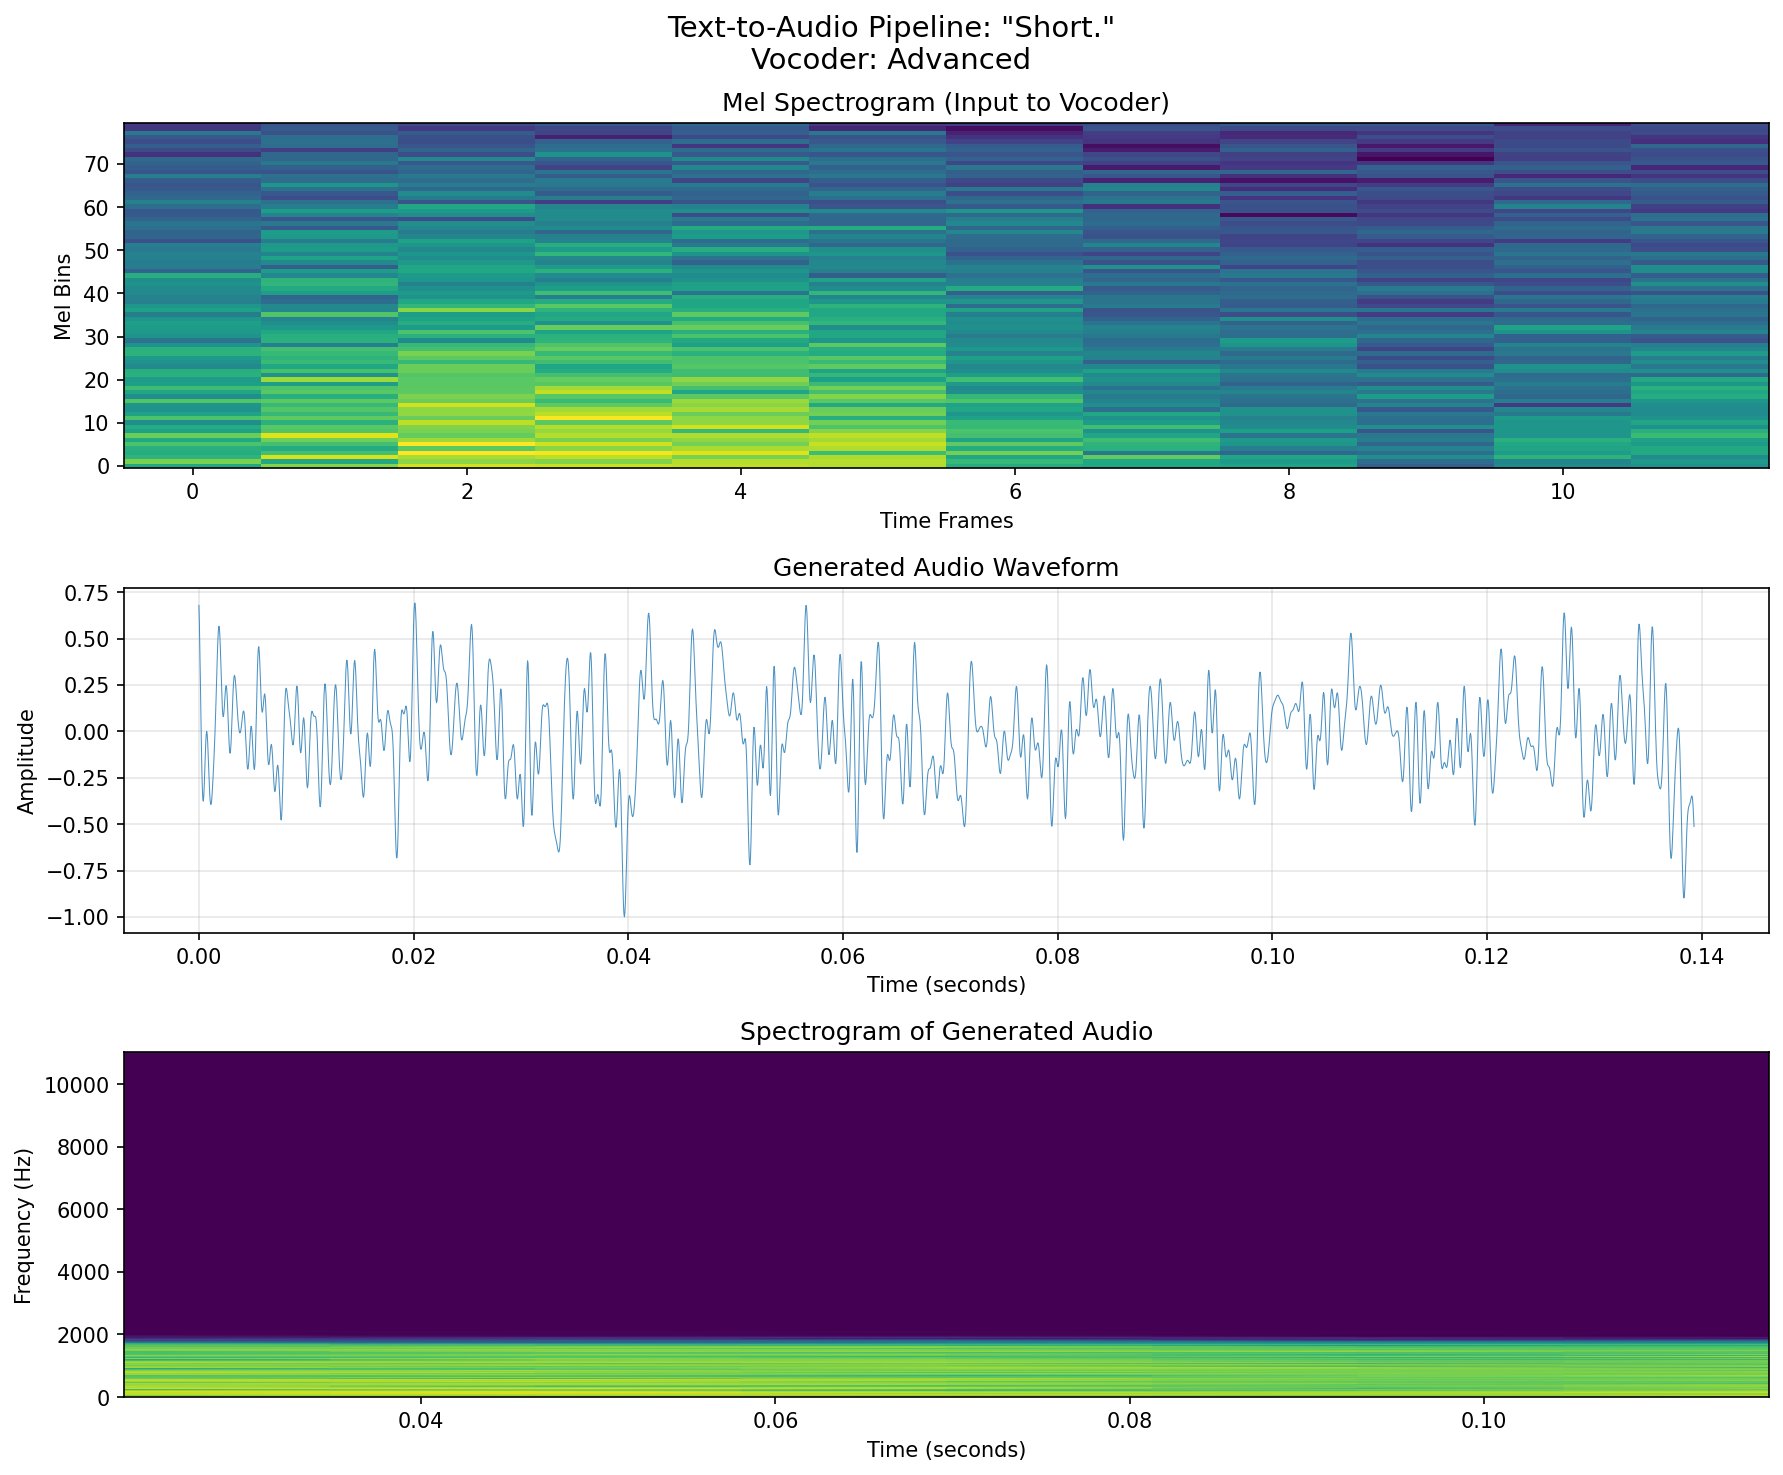 Text-to-Audio Pipeline: "Short."
Vocoder: Advanced
Mel Spectrogram (Input to Vocoder)
Mel Bins
70
60
50
40
30
20
10
0
0 2 4 6 8 10
Time Frames
Generated Audio Waveform
Amplitude
0.75
0.50
0.25
0.00
−0.25
−0.50
−0.75
−1.00
0.00 0.02 0.04 0.06 0.08 0.10 0.12 0.14
Time (seconds)
Spectrogram of Generated Audio
Frequency (Hz)
10000
8000
6000
4000
2000
0
0.04 0.06 0.08 0.10
Time (seconds)